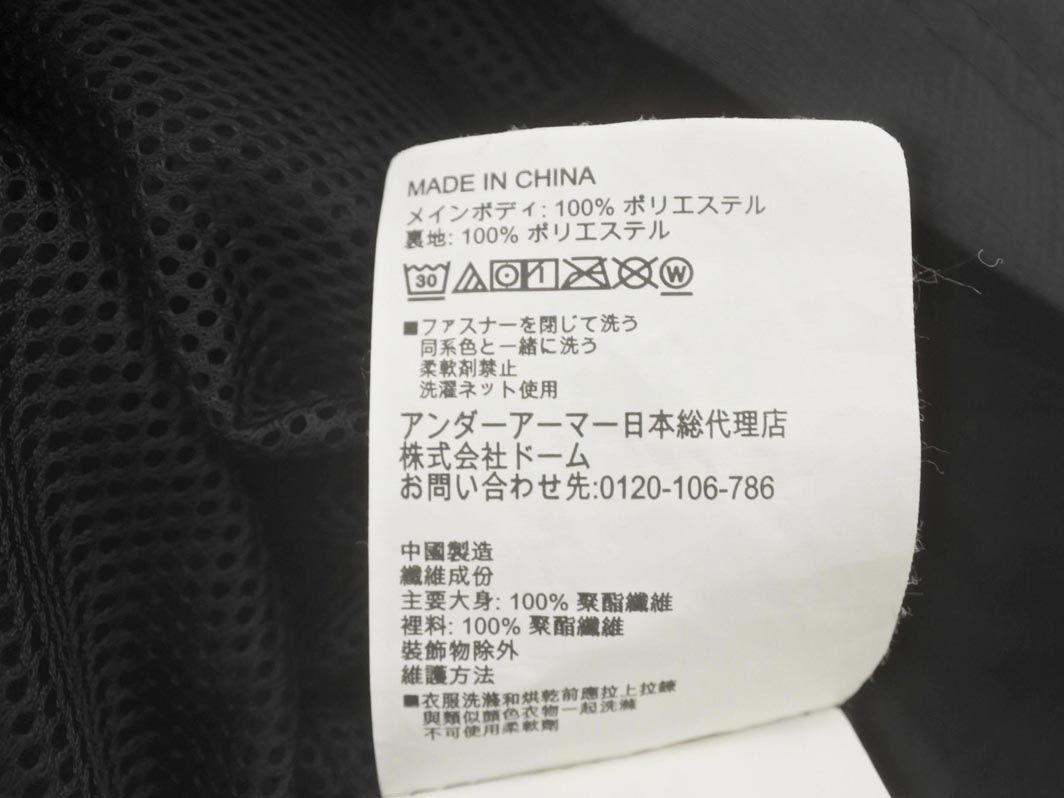 MADE IN CHINA
メインボディ: 100% ポリエステル
裏地: 100% ポリエステル
30 W
■ファスナーを閉じて洗う
同系色と一緒に洗う
柔軟剤禁止
洗濯ネット使用
アンダーアーマー日本総代理店
株式会社ドーム
お問い合わせ先:0120-106-786
中國製造
纖維成份
主要大身: 100% 聚酯纖維
裡料: 100% 聚酯纖維
裝飾物除外
維護方法
■衣服洗滌和烘乾前應拉上拉鍊
與類似顏色衣物一起洗滌
不可使用柔軟劑